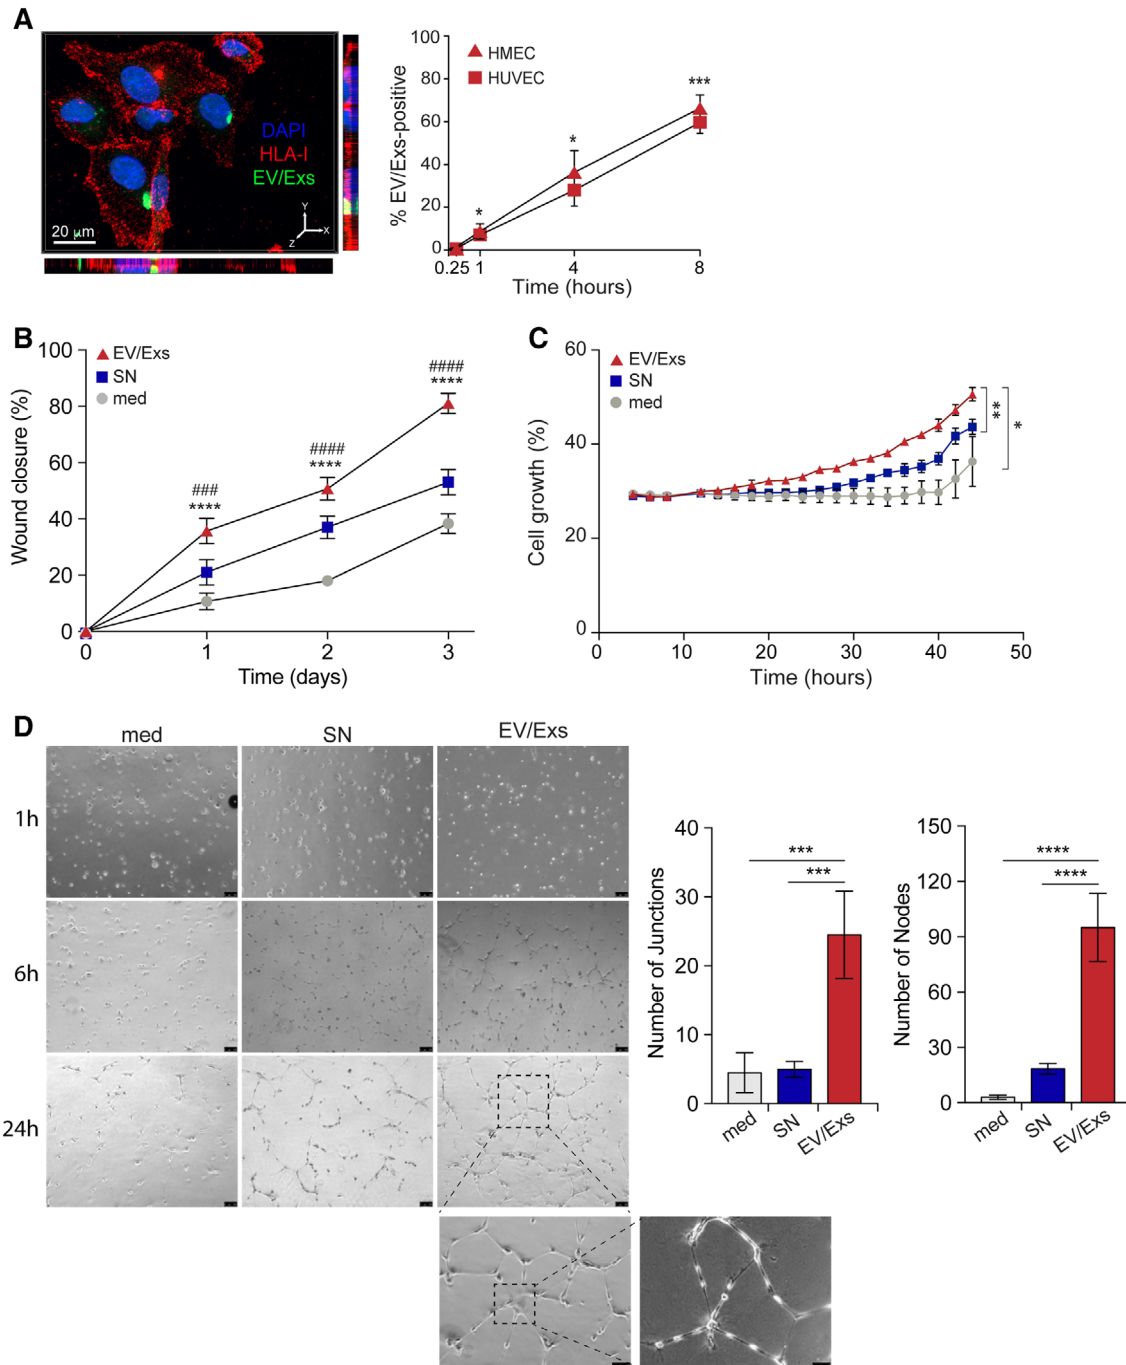 A
DAPI
HLA-I
EV/Exs
20 µm
Y
X
Z
% EV/Exs-positive
100
80
60
40
20
0
HMEC
HUVEC
*
*
***
0.25 1 4 8
Time (hours)
B
Wound closure (%)
100
80
60
40
20
0
EV/Exs
SN
med
###
****
####
****
####
****
0 1 2 3
Time (days)
C
Cell growth (%)
60
40
20
0
EV/Exs
SN
med
**
*
0 10 20 30 40 50
Time (hours)
D
med SN EV/Exs
1h
6h
24h
Number of Junctions
40
30
20
10
0
***
***
med SN EV/Exs
Number of Nodes
150
120
90
60
30
0
****
****
med SN EV/Exs